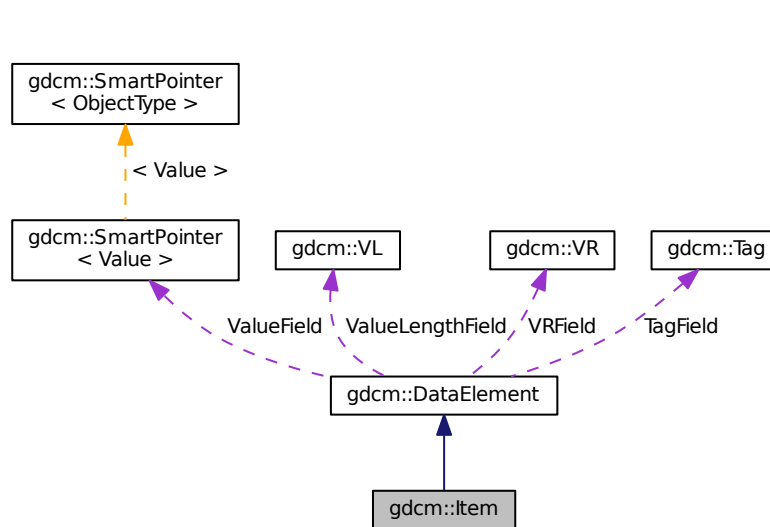 gdcm::SmartPointer
< ObjectType >
< Value >
gdcm::SmartPointer
< Value >
gdcm::VL
gdcm::VR
gdcm::Tag
ValueField
ValueLengthField
VRField
TagField
gdcm::DataElement
gdcm::Item